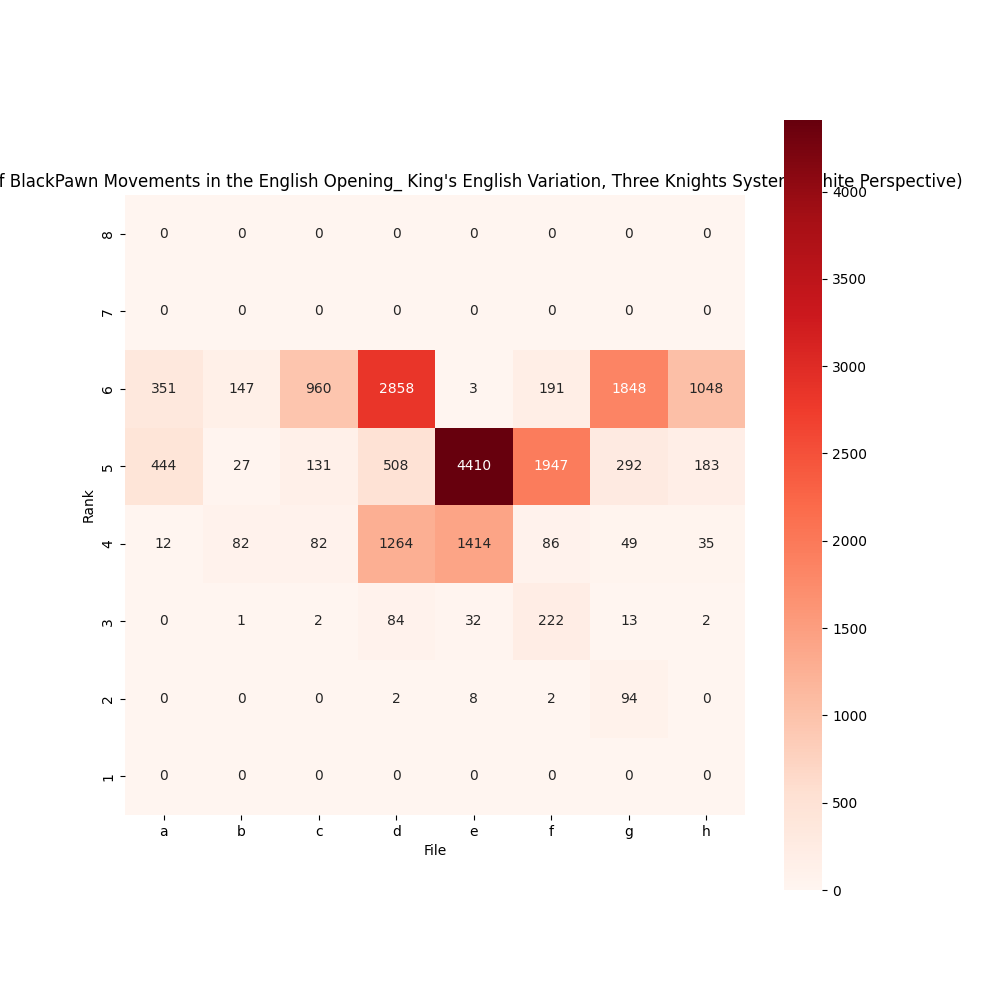 f BlackPawn Movements in the English Opening_ King's English Variation, Three Knights System (White Perspective)
4000
8 0 0 0 0 0 0 0 0
3500
7 0 0 0 0 0 0 0 0
3000
6 351 147 960 2858 3 191 1848 1048
2500
5 444 27 131 508 4410 1947 292 183
Rank
2000
4 12 82 82 1264 1414 86 49 35
1500
3 0 1 2 84 32 222 13 2
1000
2 0 0 0 2 8 2 94 0
500
1 0 0 0 0 0 0 0 0
a b c d e f g h
File
0